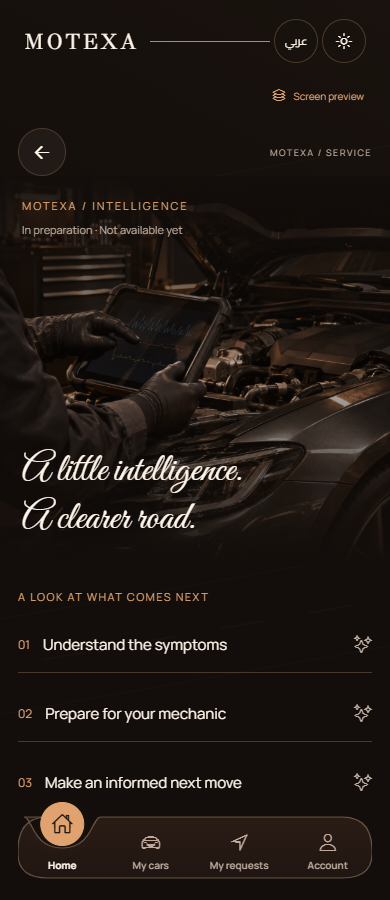 MOTEXA
عربي
Screen preview
MOTEXA / SERVICE
MOTEXA / INTELLIGENCE
In preparation · Not available yet
A little intelligence.
A clearer road.
A LOOK AT WHAT COMES NEXT
01 Understand the symptoms
02 Prepare for your mechanic
03 Make an informed next move
Home My cars My requests Account